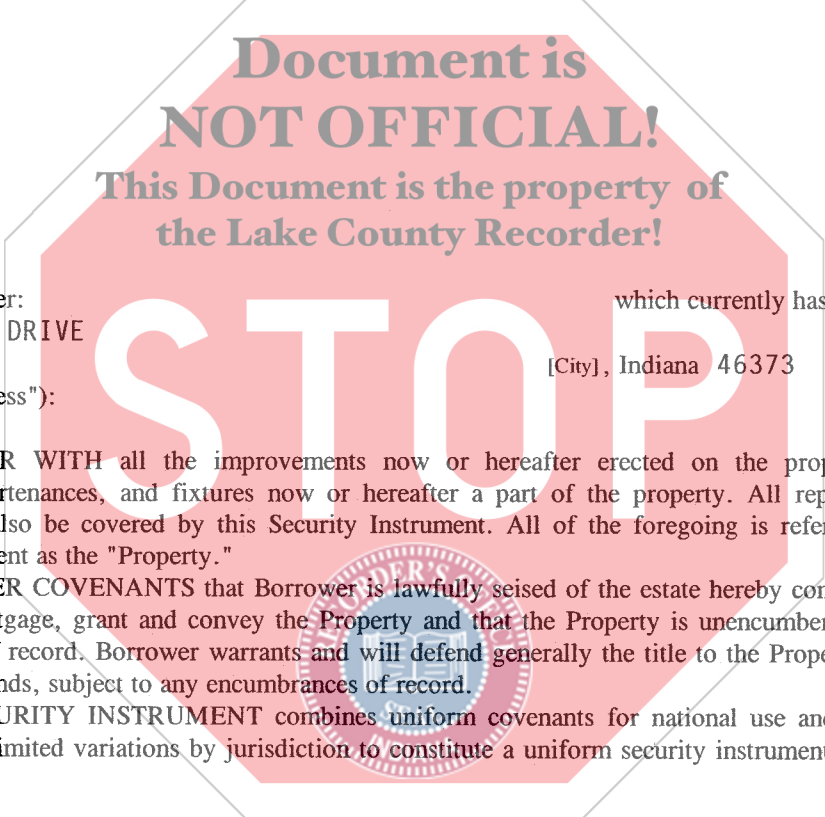 Document is
NOT OFFICIAL!
This Document is the property of
the Lake County Recorder!
er: which currently has
DRIVE
[City], Indiana 46373
ess"):
STOP
R WITH all the improvements now or hereafter erected on the prop
rtenances, and fixtures now or hereafter a part of the property. All rep
lso be covered by this Security Instrument. All of the foregoing is refer
ent as the "Property."
ER COVENANTS that Borrower is lawfully seised of the estate hereby con
tgage, grant and convey the Property and that the Property is unencumber
f record. Borrower warrants and will defend generally the title to the Prope
nds, subject to any encumbrances of record.
URITY INSTRUMENT combines uniform covenants for national use and
imited variations by jurisdiction to constitute a uniform security instrument
SEAL
INDIANA